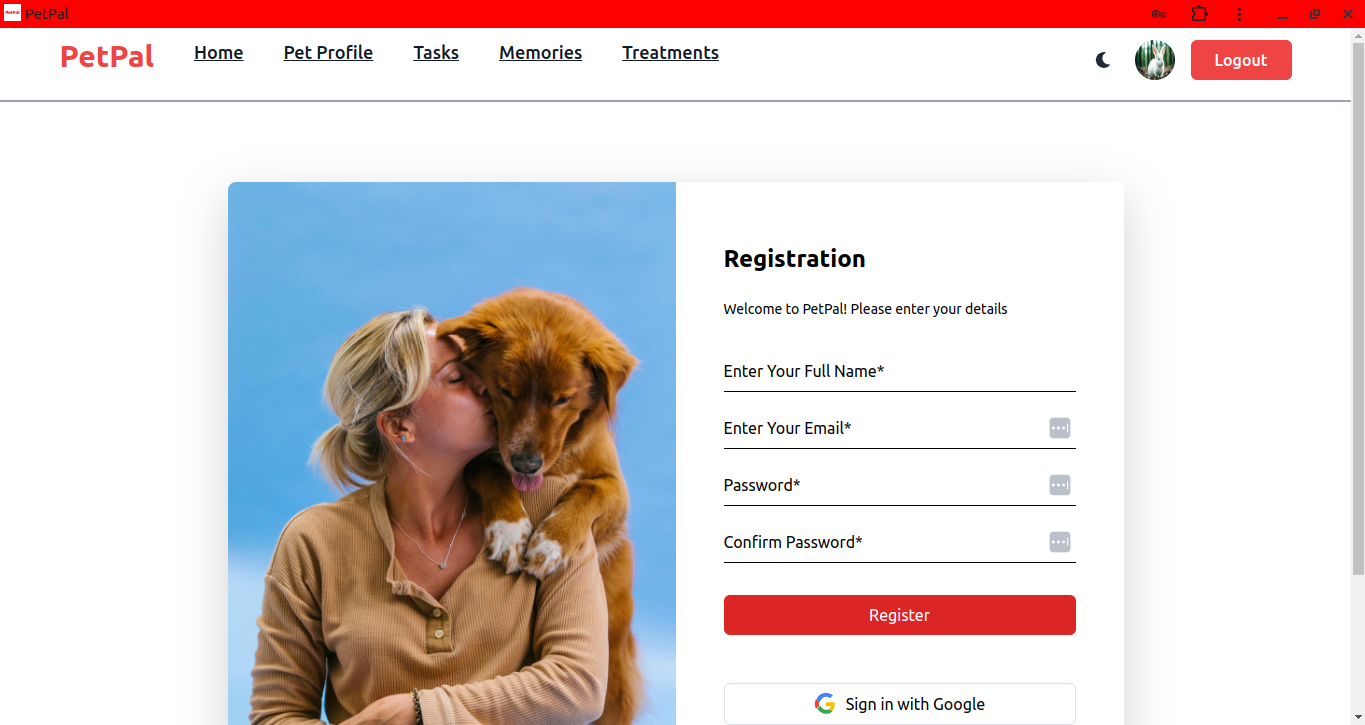 PetPal
PetPal Home Pet Profile Tasks Memories Treatments Logout
Registration
Welcome to PetPal! Please enter your details
Enter Your Full Name*
Enter Your Email*
Password*
Confirm Password*
Register
Sign in with Google